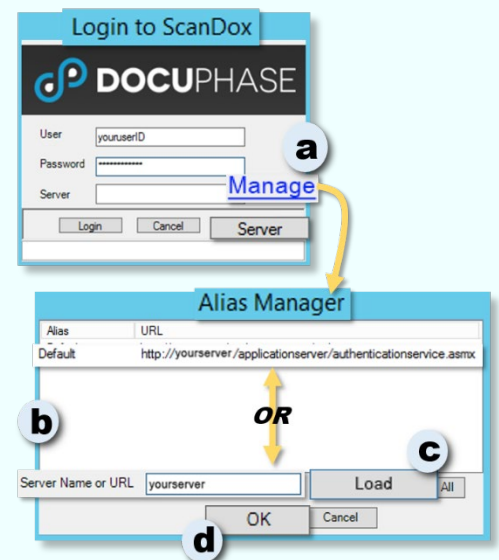 Login to ScanDox
DOCUPHASE
User youruserID
a
Password ************
Manage
Server
Login Cancel Server
Alias Manager
Alias URL
Default http://yourserver./applicationserver/authenticationservice.asmx
OR
b
c
Server Name or URL yourserver Load All
OK Cancel
d